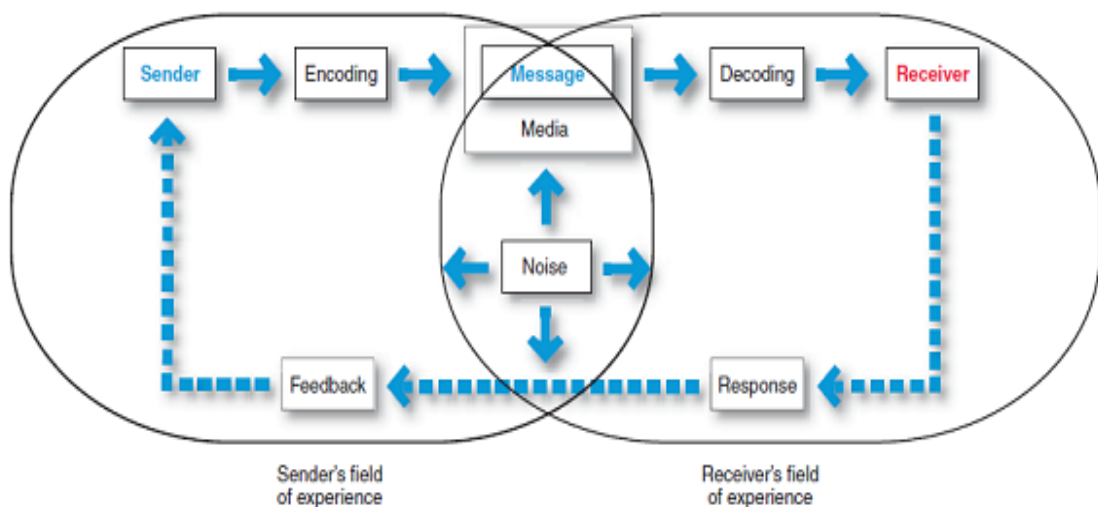 Sender
Encoding
Message
Decoding
Receiver
Media
Noise
Feedback
Response
Sender's field
of experience
Receiver's field
of experience